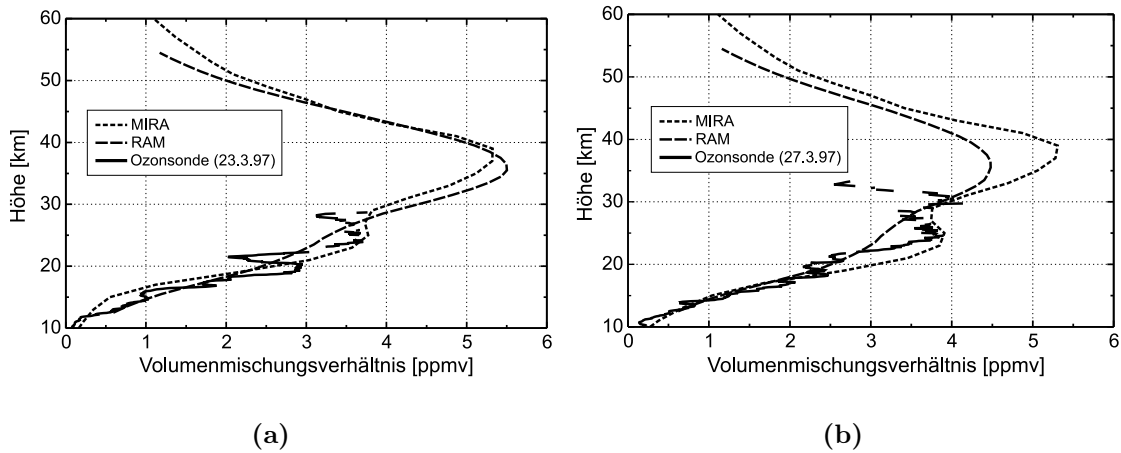 60
50
40
30
20
10
0 1 2 3 4 5 6
Höhe [km]
Volumenmischungsverhältnis [ppmv]
MIRA
RAM
Ozonsonde (23.3.97)
(a)
60
50
40
30
20
10
0 1 2 3 4 5 6
Höhe [km]
Volumenmischungsverhältnis [ppmv]
MIRA
RAM
Ozonsonde (27.3.97)
(b)